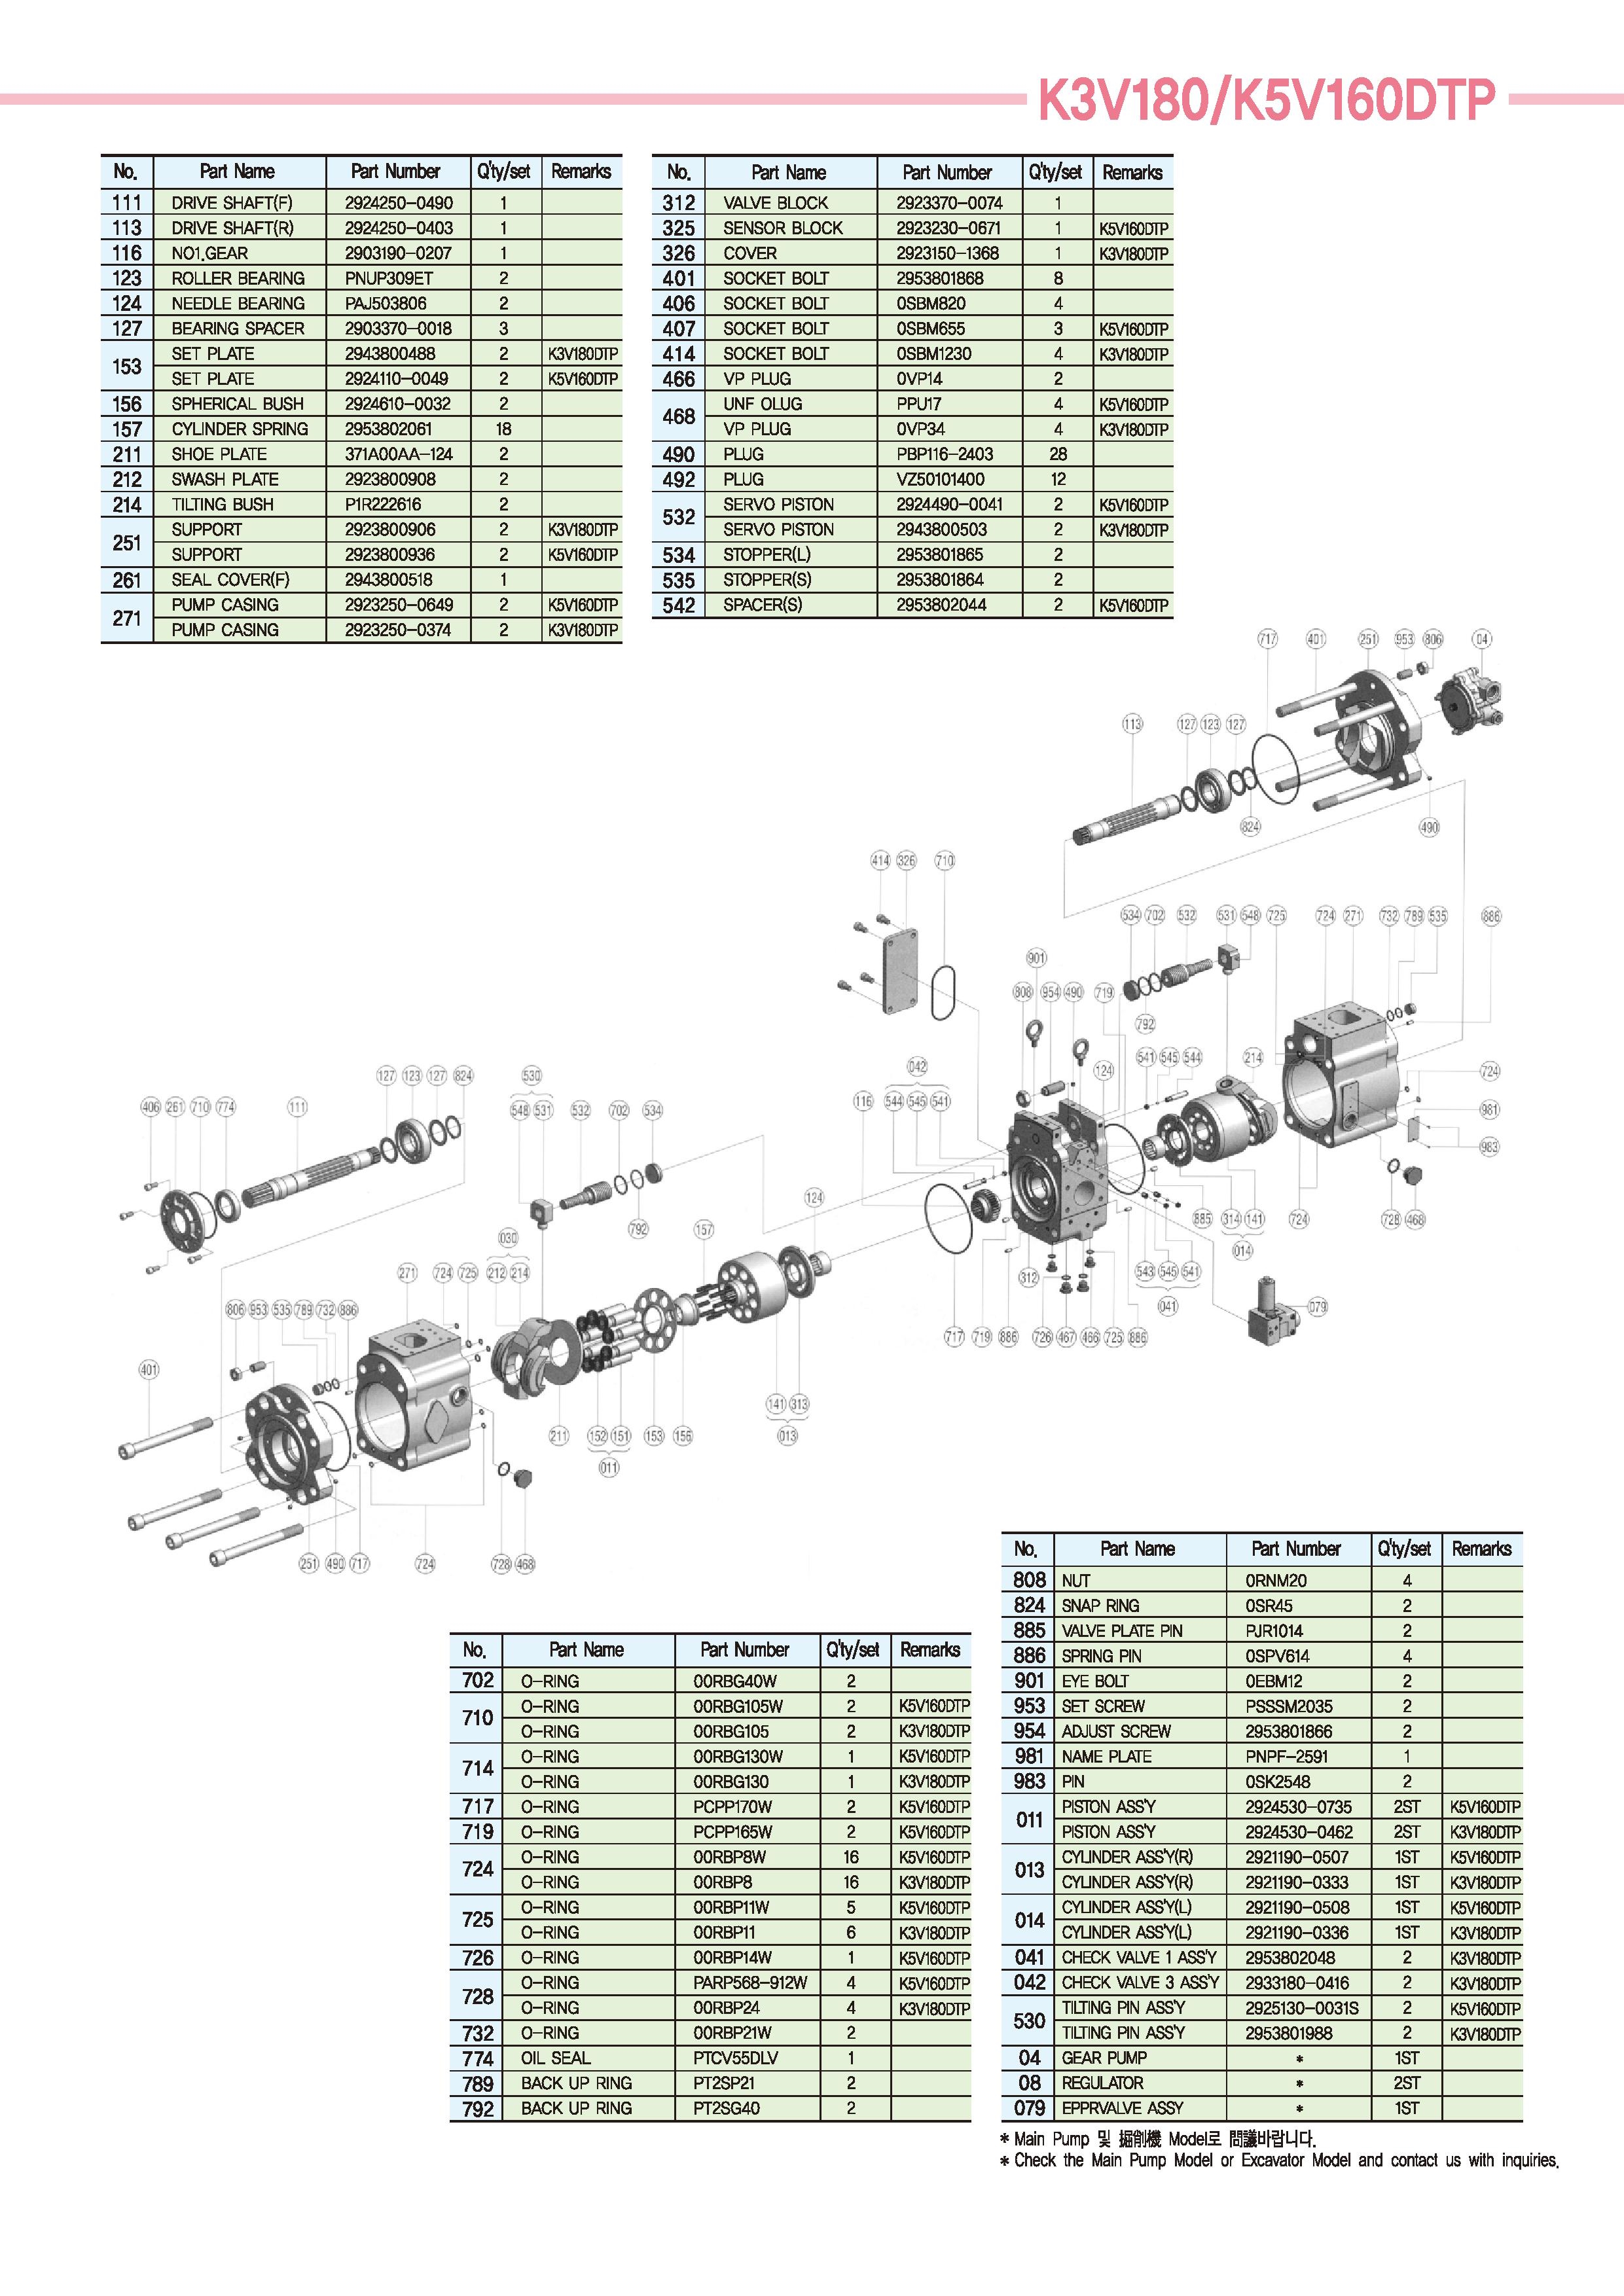 K3V180/K5V160DTP
No. Part Name Part Number Q'ty/set Remarks
111 DRIVE SHAFT(F) 2924250-0490 1
113 DRIVE SHAFT(R) 2924250-0403 1
116 NO1.GEAR 2903190-0207 1
123 ROLLER BEARING PNUP309ET 2
124 NEEDLE BEARING PAJ503806 2
127 BEARING SPACER 2903370-0018 3
153 SET PLATE 2943800488 2 K3V180DTP
SET PLATE 2924110-0049 2 K5V160DTP
156 SPHERICAL BUSH 2924610-0032 2
157 CYLINDER SPRING 2953802061 18
211 SHOE PLATE 371A00AA-124 2
212 SWASH PLATE 2923800908 2
214 TILTING BUSH P1R222616 2
251 SUPPORT 2923800906 2 K3V180DTP
SUPPORT 2923800936 2 K5V160DTP
261 SEAL COVER(F) 2943800518 1
271 PUMP CASING 2923250-0649 2 K5V160DTP
PUMP CASING 2923250-0374 2 K3V180DTP
No. Part Name Part Number Q'ty/set Remarks
312 VALVE BLOCK 2923370-0074 1
325 SENSOR BLOCK 2923230-0671 1 K5V160DTP
326 COVER 2923150-1368 1 K3V180DTP
401 SOCKET BOLT 2953801868 8
406 SOCKET BOLT 0SBM820 4
407 SOCKET BOLT 0SBM655 3 K5V160DTP
414 SOCKET BOLT 0SBM1230 4 K3V180DTP
466 VP PLUG 0VP14 2
468 UNF OLUG PPU17 4 K5V160DTP
VP PLUG 0VP34 4 K3V180DTP
490 PLUG PBP116-2403 28
492 PLUG VZ50101400 12
532 SERVO PISTON 2924490-0041 2 K5V160DTP
SERVO PISTON 2943800503 2 K3V180DTP
534 STOPPER(L) 2953801865 2
535 STOPPER(S) 2953801864 2
542 SPACER(S) 2953802044 2 K5V160DTP
717 401 251 953 806 04
113 127 123 127
824 490
414 326 710
534 702 532 531 548 725 724 271 732 789 535 886
901
808 954 490 719
792
042 124 541 545 544 214 724
127 123 127 824 530
406 261 710 774 111 548 531 532 702 534 116 544 545 541 981
983
124
792 157 030
885 314 141 724 728 468
014
271 724 725 212 214 312 543 545 541
041 079
806 953 535 789 732 886
717 719 886 726 467 466 725 886
401
141 313
211 152 151 153 156 013
011
251 490 717 724 728 468
No. Part Name Part Number Q'ty/set Remarks
702 O-RING 00RBG40W 2
710 O-RING 00RBG105W 2 K5V160DTP
O-RING 00RBG105 2 K3V180DTP
714 O-RING 00RBG130W 1 K5V160DTP
O-RING 00RBG130 1 K3V180DTP
717 O-RING PCPP170W 2 K5V160DTP
719 O-RING PCPP165W 2 K5V160DTP
724 O-RING 00RBP8W 16 K5V160DTP
O-RING 00RBP8 16 K3V180DTP
725 O-RING 00RBP11W 5 K5V160DTP
O-RING 00RBP11 6 K3V180DTP
726 O-RING 00RBP14W 1 K5V160DTP
728 O-RING PARP568-912W 4 K5V160DTP
O-RING 00RBP24 4 K3V180DTP
732 O-RING 00RBP21W 2
774 OIL SEAL PTCV55DLV 1
789 BACK UP RING PT2SP21 2
792 BACK UP RING PT2SG40 2
No. Part Name Part Number Q'ty/set Remarks
808 NUT 0RNM20 4
824 SNAP RING 0SR45 2
885 VALVE PLATE PIN PJR1014 2
886 SPRING PIN 0SPV614 4
901 EYE BOLT 0EBM12 2
953 SET SCREW PSSSM2035 2
954 ADJUST SCREW 2953801866 2
981 NAME PLATE PNPF-2591 1
983 PIN 0SK2548 2
011 PISTON ASS'Y 2924530-0735 2ST K5V160DTP
PISTON ASS'Y 2924530-0462 2ST K3V180DTP
013 CYLINDER ASS'Y(R) 2921190-0507 1ST K5V160DTP
CYLINDER ASS'Y(R) 2921190-0333 1ST K3V180DTP
014 CYLINDER ASS'Y(L) 2921190-0508 1ST K5V160DTP
CYLINDER ASS'Y(L) 2921190-0336 1ST K3V180DTP
041 CHECK VALVE 1 ASS'Y 2953802048 2 K3V180DTP
042 CHECK VALVE 3 ASS'Y 2933180-0416 2 K3V180DTP
530 TILTING PIN ASS'Y 2925130-0031S 2 K5V160DTP
TILTING PIN ASS'Y 2953801988 2 K3V180DTP
04 GEAR PUMP * 1ST
08 REGULATOR * 2ST
079 EPPRVALVE ASSY * 1ST
* Main Pump 및 掘削機 Model로 問議바랍니다.
* Check the Main Pump Model or Excavator Model and contact us with inquiries.